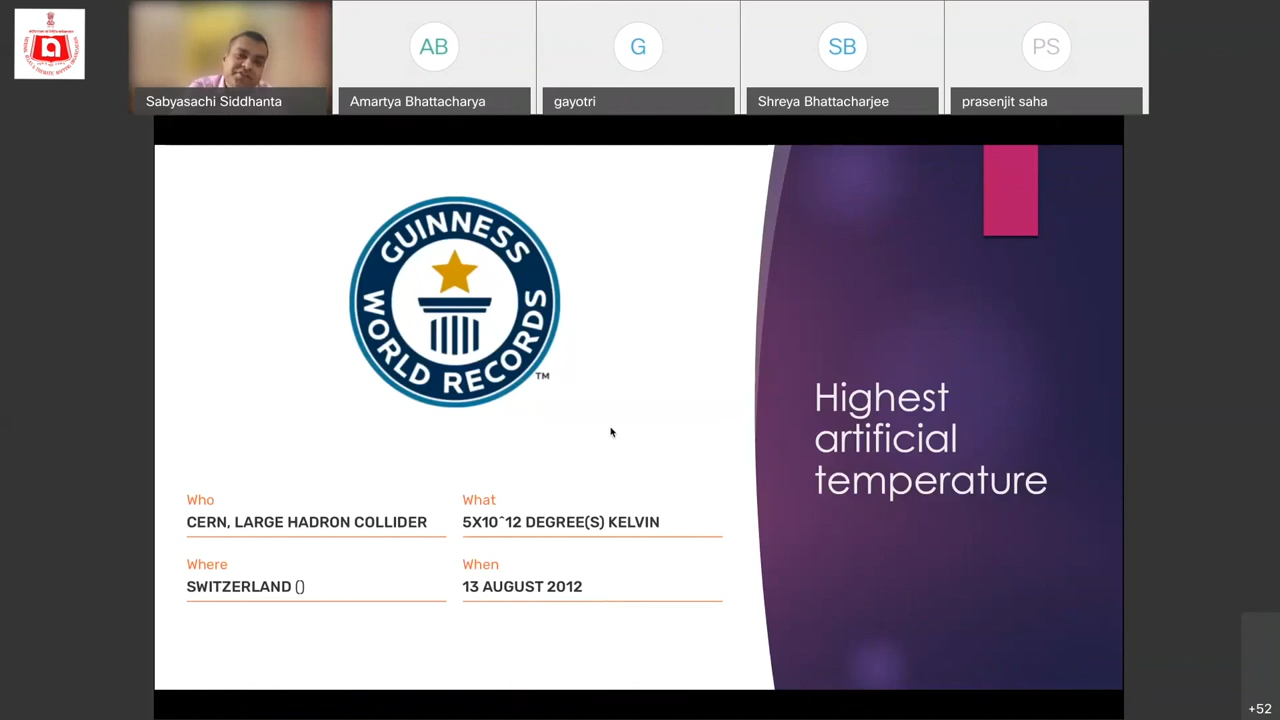 AB
G
SB
PS
Sabyasachi Siddhanta
Amartya Bhattacharya
gayotri
Shreya Bhattacharjee
prasenjit saha
GUINNESS
WORLD RECORDS
TM
Highest
artificial
temperature
Who
What
CERN, LARGE HADRON COLLIDER
5X10^12 DEGREE(S) KELVIN
Where
When
SWITZERLAND ()
13 AUGUST 2012
+52